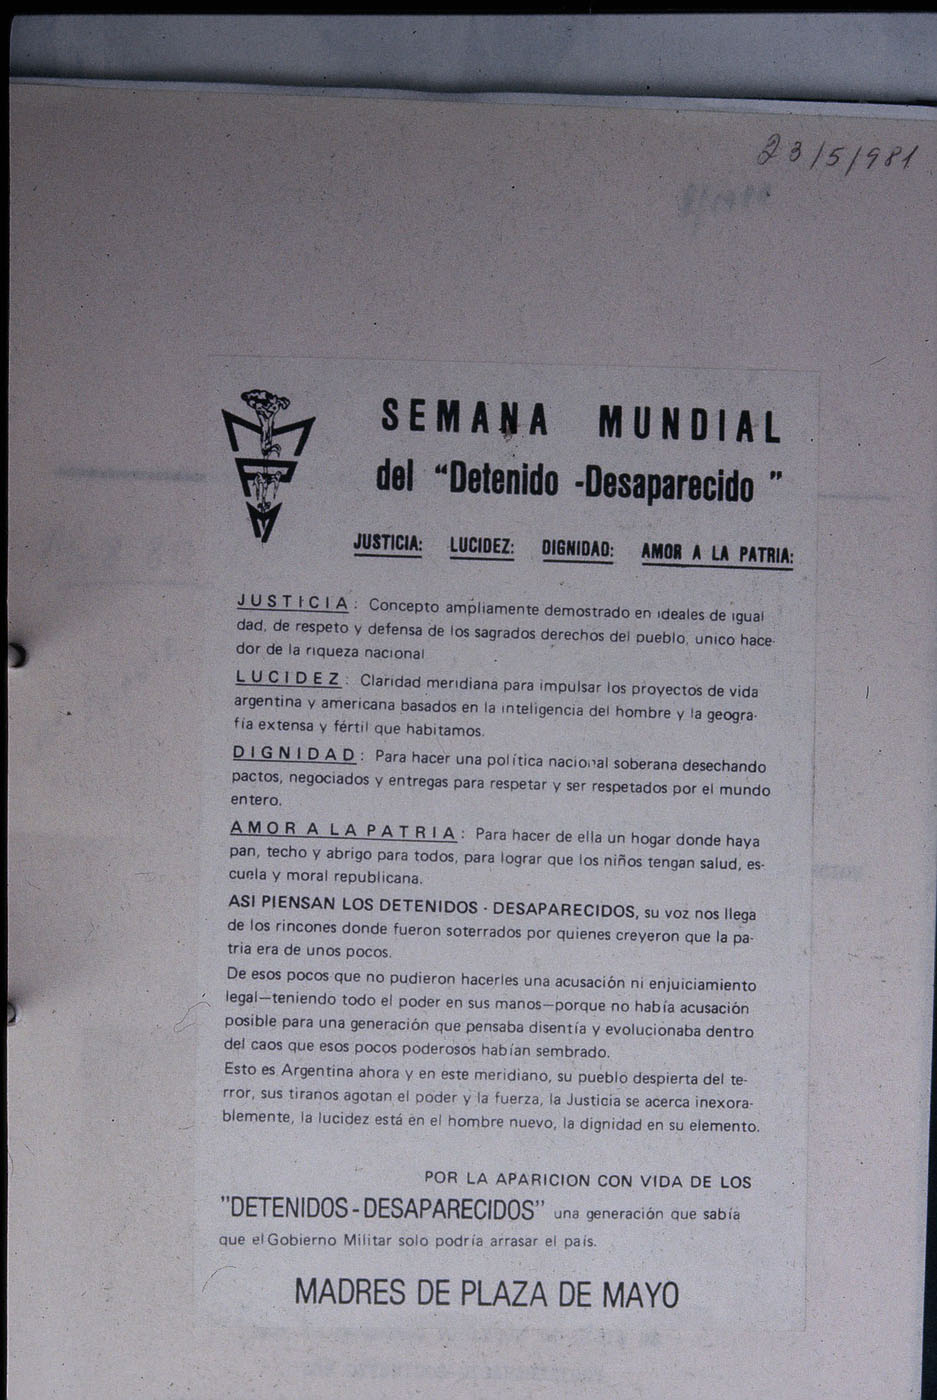 23/5/981
SEMANA MUNDIAL
del "Detenido -Desaparecido"
JUSTICIA: LUCIDEZ: DIGNIDAD: AMOR A LA PATRIA:
JUSTICIA: Concepto ampliamente demostrado en ideales de igual
dad, de respeto y defensa de los sagrados derechos del pueblo, unico hace-
dor de la riqueza nacional
LUCIDEZ: Claridad meridiana para impulsar los proyectos de vida
argentina y americana basados en la inteligencia del hombre y la geogra-
fía extensa y fértil que habitamos.
DIGNIDAD: Para hacer una política nacional soberana desechando
pactos, negociados y entregas para respetar y ser respetados por el mundo
entero.
AMOR A LA PATRIA: Para hacer de ella un hogar donde haya
pan, techo y abrigo para todos, para lograr que los niños tengan salud, es-
cuela y moral republicana.
ASI PIENSAN LOS DETENIDOS - DESAPARECIDOS, su voz nos llega
de los rincones donde fueron soterrados por quienes creyeron que la pa-
tria era de unos pocos.
De esos pocos que no pudieron hacerles una acusación ni enjuiciamiento
legal—teniendo todo el poder en sus manos—porque no había acusación
posible para una generación que pensaba disentía y evolucionaba dentro
del caos que esos pocos poderosos habían sembrado.
Esto es Argentina ahora y en este meridiano, su pueblo despierta del te-
rror, sus tiranos agotan el poder y la fuerza, la Justicia se acerca inexora-
blemente, la lucidez está en el hombre nuevo, la dignidad en su elemento.
POR LA APARICION CON VIDA DE LOS
"DETENIDOS - DESAPARECIDOS" una generación que sabía
que el Gobierno Militar solo podría arrasar el país.
MADRES DE PLAZA DE MAYO